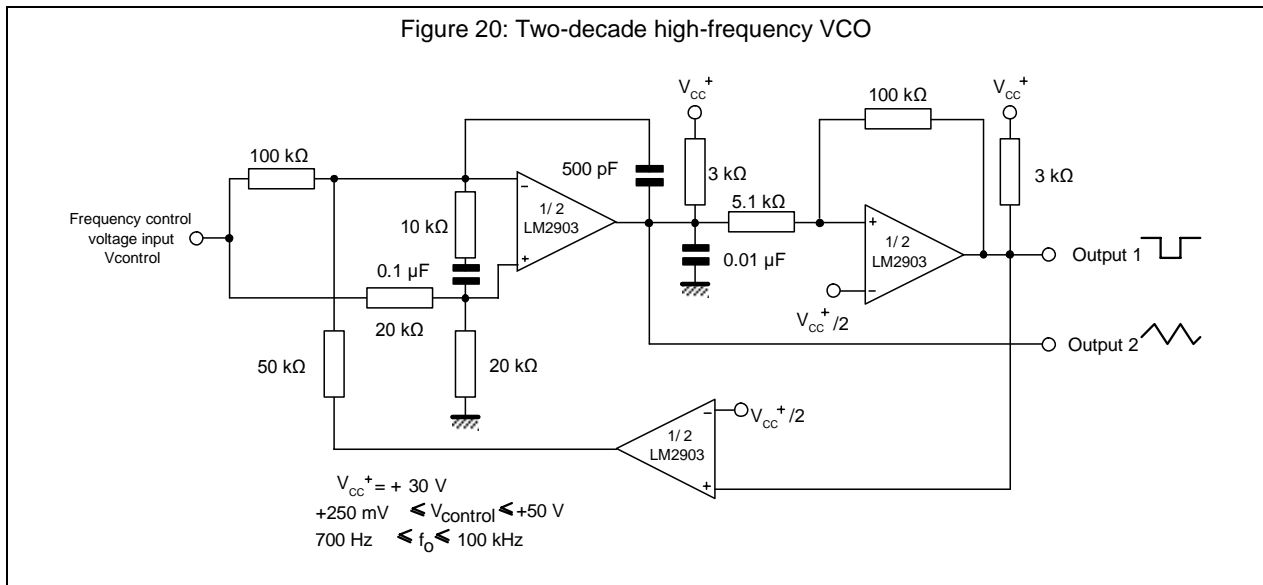 Figure 20: Two-decade high-frequency VCO
VCC+
VCC+
100 kΩ
100 kΩ
500 pF
3 kΩ
3 kΩ
5.1 kΩ
−
1/ 2
LM2903
+
10 kΩ
Frequency control
voltage input
Vcontrol
0.1 µF
0.01 µF
+
1/ 2
LM2903
−
Output 1
20 kΩ
VCC+/2
Output 2
50 kΩ
20 kΩ
−
VCC+/2
1/ 2
LM2903
+
VCC+ = + 30 V
+250 mV ⩽ Vcontrol ⩽ +50 V
700 Hz ⩽ fo ⩽ 100 kHz